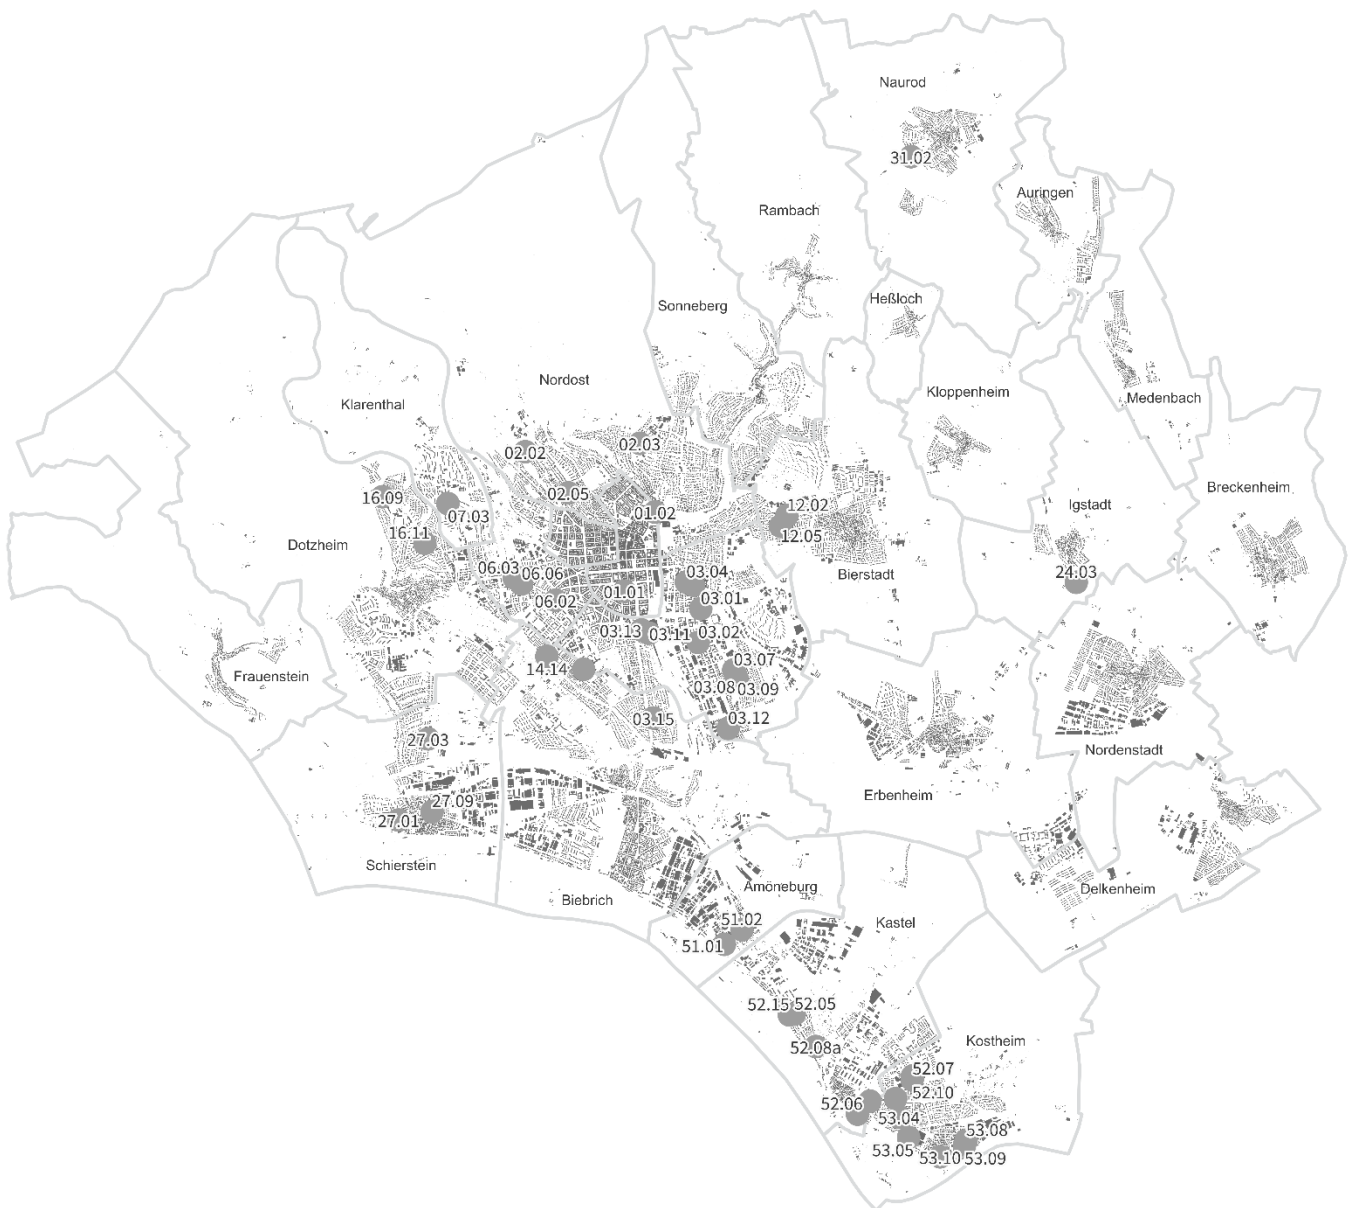 Naurod
31.02
Auringen
Rambach
Heßloch
Sonneberg
Nordost
Kloppenheim
Klarenthal
Medenbach
02.02
02.03
Breckenheim
16.09
02.05
12.02
Igstadt
07.03
01.02
16.11
12.05
Dotzheim
06.03
06.06
03.04
Bierstadt
24.03
06.02
01.01
03.01
03.13
03.11
03.02
Frauenstein
14.14
03.07
03.08
03.09
03.15
03.12
27.03
Nordenstadt
Erbenheim
27.09
27.01
Schierstein
Biebrich
Amöneburg
Delkenheim
51.02
Kastel
51.01
52.15
52.05
52.08a
Kostheim
52.07
52.10
52.06
53.04
53.08
53.05
53.10
53.09